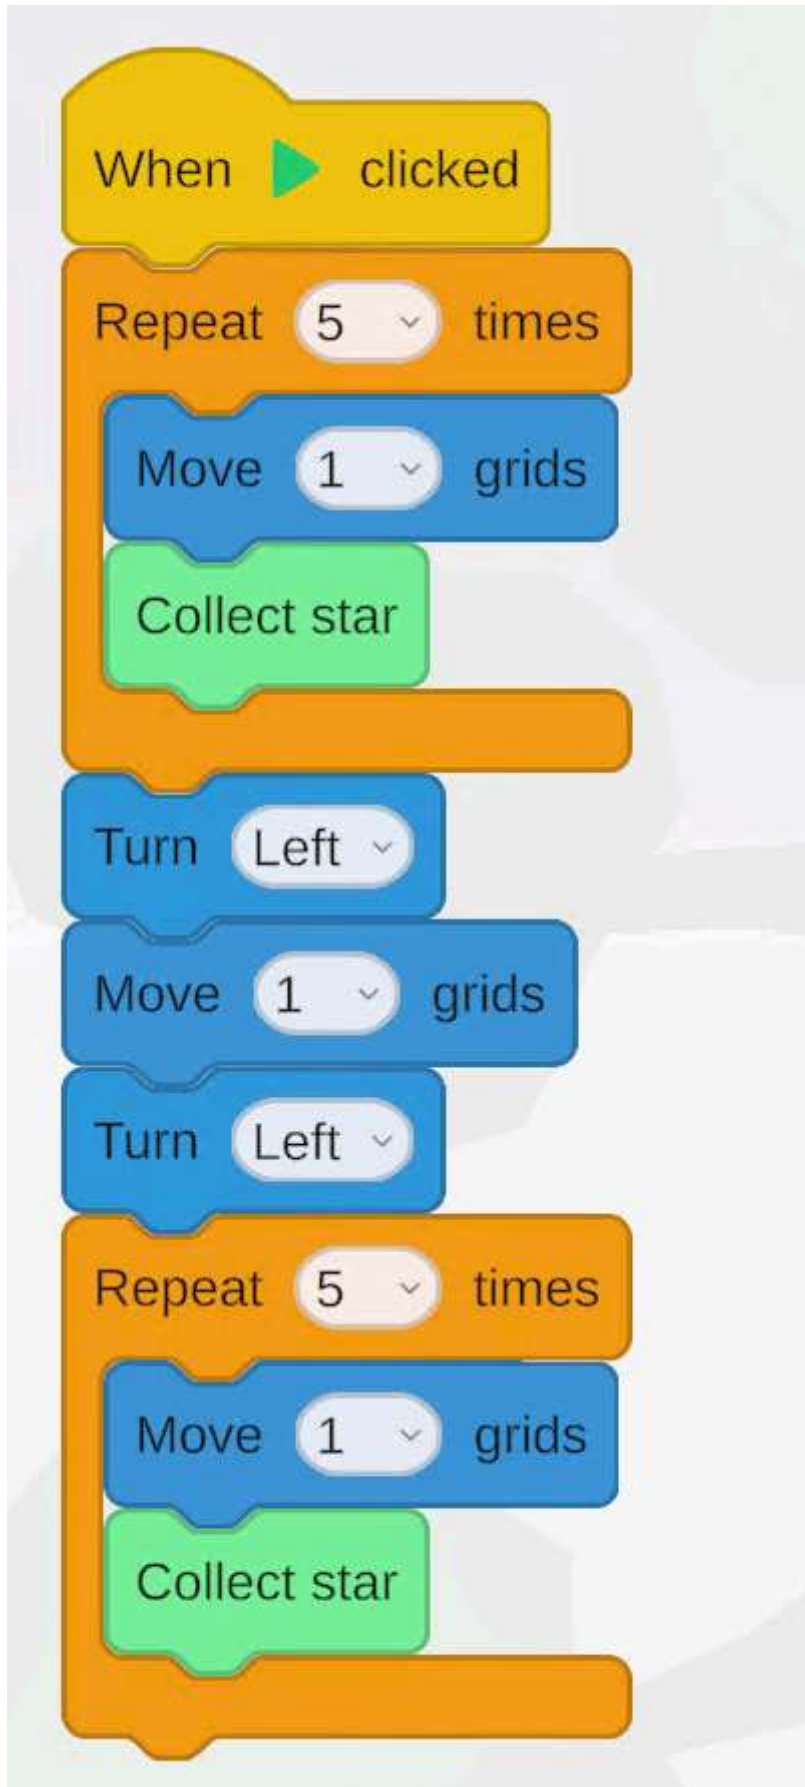 When clicked
Repeat 5 times
Move 1 grids
Collect star
Turn Left
Move 1 grids
Turn Left
Repeat 5 times
Move 1 grids
Collect star